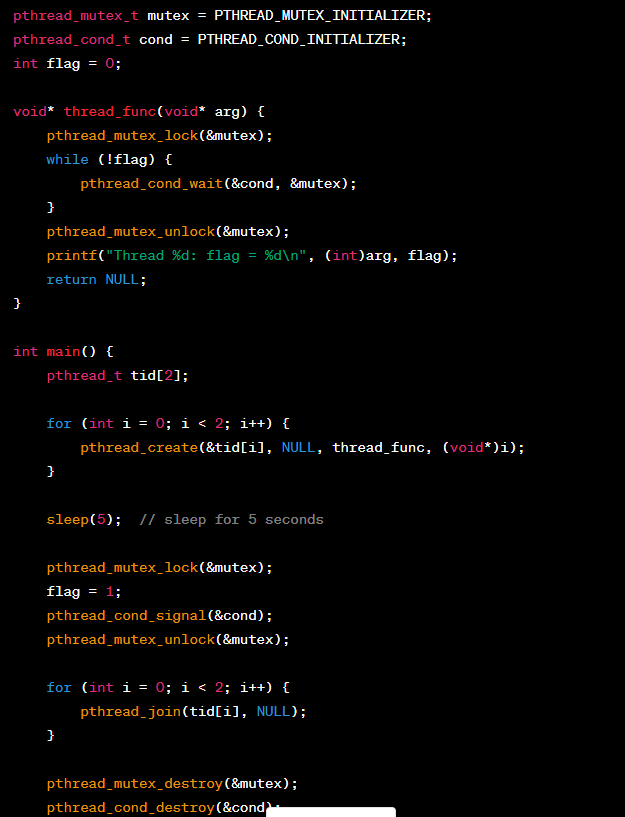 pthread_mutex_t mutex = PTHREAD_MUTEX_INITIALIZER;
pthread_cond_t cond = PTHREAD_COND_INITIALIZER;
int flag = 0;

void* thread_func(void* arg) {
    pthread_mutex_lock(&mutex);
    while (!flag) {
        pthread_cond_wait(&cond, &mutex);
    }
    pthread_mutex_unlock(&mutex);
    printf("Thread %d: flag = %d\n", (int)arg, flag);
    return NULL;
}

int main() {
    pthread_t tid[2];

    for (int i = 0; i < 2; i++) {
        pthread_create(&tid[i], NULL, thread_func, (void*)i);
    }

    sleep(5);  // sleep for 5 seconds

    pthread_mutex_lock(&mutex);
    flag = 1;
    pthread_cond_signal(&cond);
    pthread_mutex_unlock(&mutex);

    for (int i = 0; i < 2; i++) {
        pthread_join(tid[i], NULL);
    }

    pthread_mutex_destroy(&mutex);
    pthread_cond_destroy(&cond);